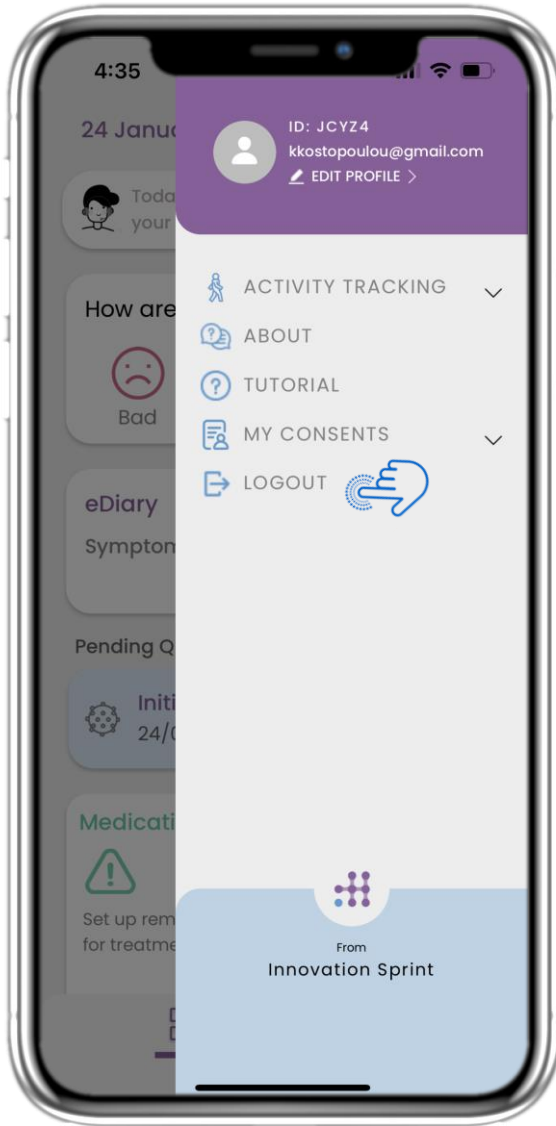 4:35
24 Janu
ID: JCYZ4
kkostopoulou@gmail.com
EDIT PROFILE >
Toda
your
ACTIVITY TRACKING
How are
ABOUT
TUTORIAL
Bad
MY CONSENTS
LOGOUT
eDiary
Symptom
Pending Q
Initi
24/0
Medicati
Set up rem
for treatme
From
Innovation Sprint